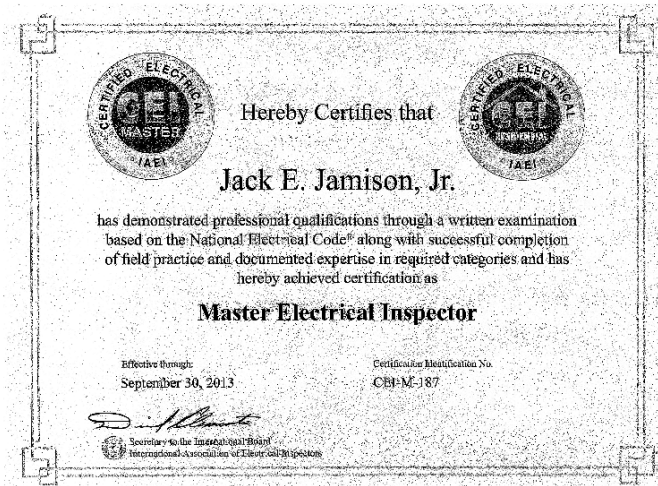 CERTIFIED ELECTRICAL
CEI
MASTER
IAEI
Hereby Certifies that
CERTIFIED ELECTRICAL
CEI
IAEI
Jack E. Jamison, Jr.
has demonstrated professional qualifications through a written examination
based on the National Electrical Code® along with successful completion
of field practice and documented expertise in required categories and has
hereby achieved certification as
Master Electrical Inspector
Effective through:
September 30, 2013
Certification Identification No.
CEI-M-187
Secretary to the International Board
International Association of Electrical Inspectors